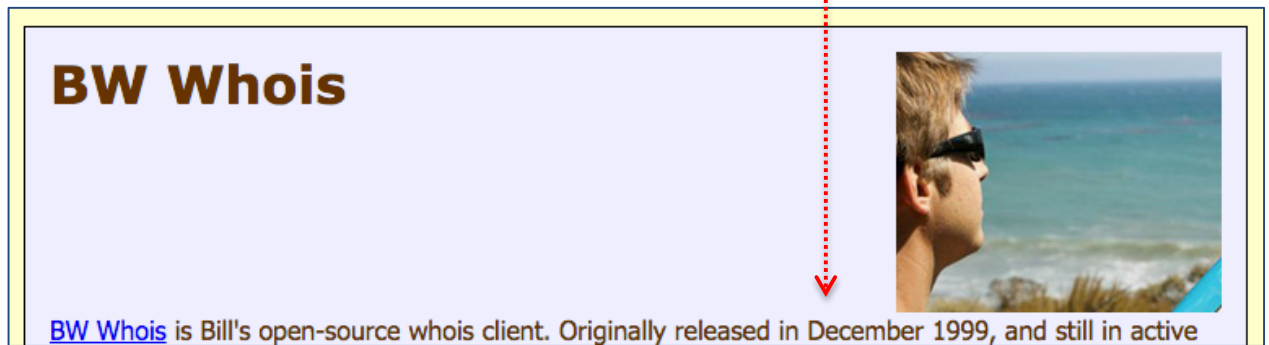 BW Whois
BW Whois is Bill's open-source whois client. Originally released in December 1999, and still in active